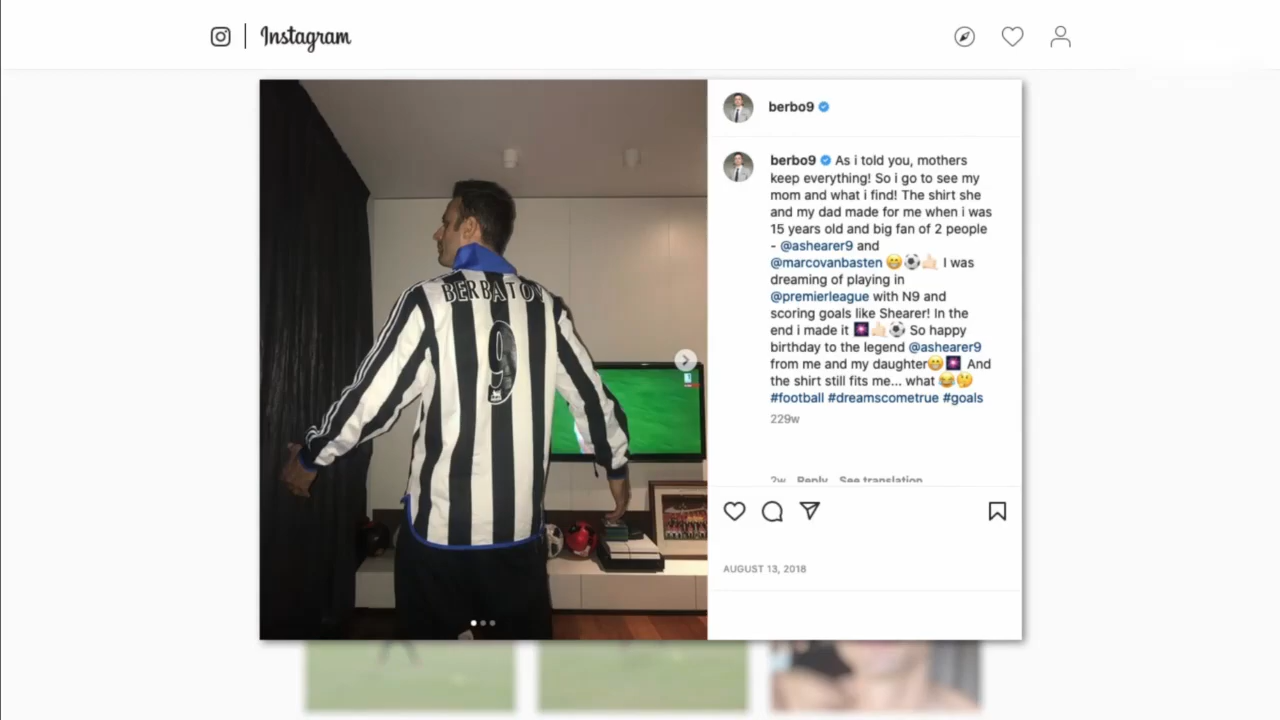 Instagram
berbo9
berbo9 As i told you, mothers
keep everything! So i go to see my
mom and what i find! The shirt she
and my dad made for me when i was
15 years old and big fan of 2 people
- @ashearer9 and
@marcovanbasten 😁⚽🤙🏻 I was
dreaming of playing in
@premierleague with N9 and
scoring goals like Shearer! In the
end i made it 🎆🤙🏻⚽ So happy
birthday to the legend @ashearer9
from me and my daughter😁🎆 And
the shirt still fits me... what 😂🤔
#football #dreamscometrue #goals
229w
2w Reply See translation
AUGUST 13, 2018
BERBATOV
9